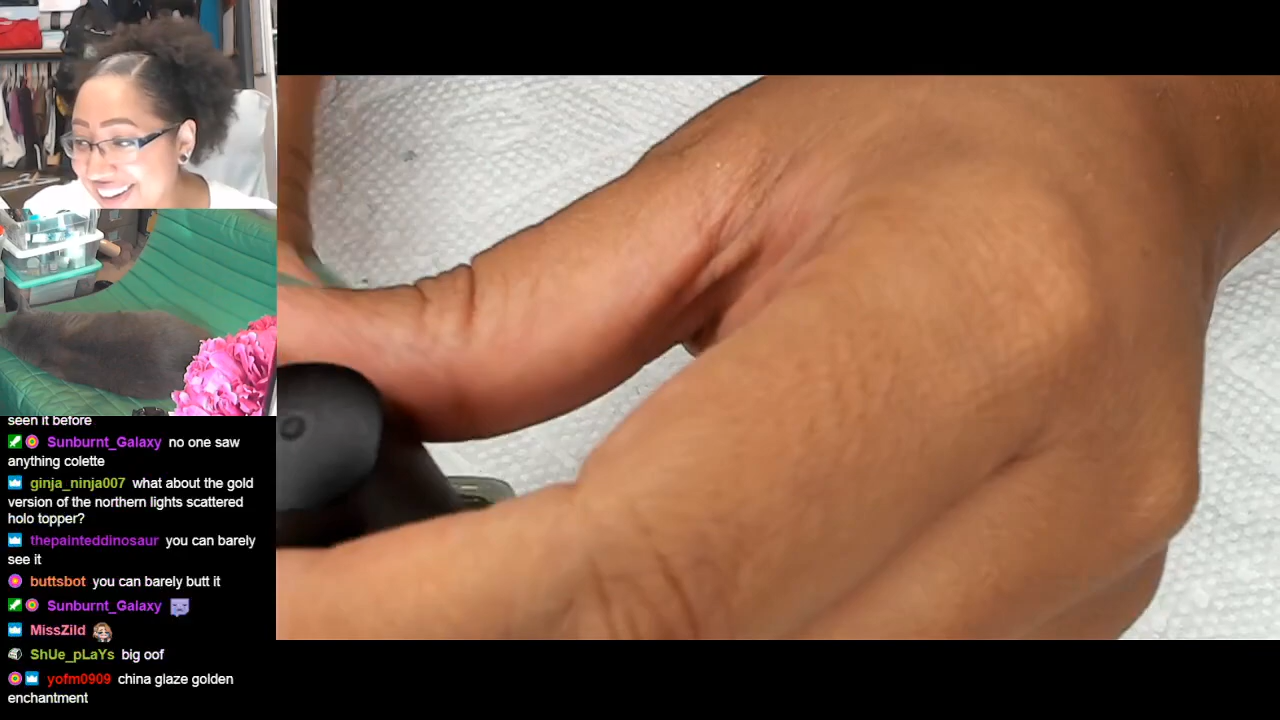 seen it before
Sunburnt_Galaxy no one saw
anything colette
ginja_ninja007 what about the gold
version of the northern lights scattered
holo topper?
thepainteddinosaur you can barely
see it
buttsbot you can barely butt it
Sunburnt_Galaxy
MissZild
ShUe_pLaYs big oof
yofm0909 china glaze golden
enchantment